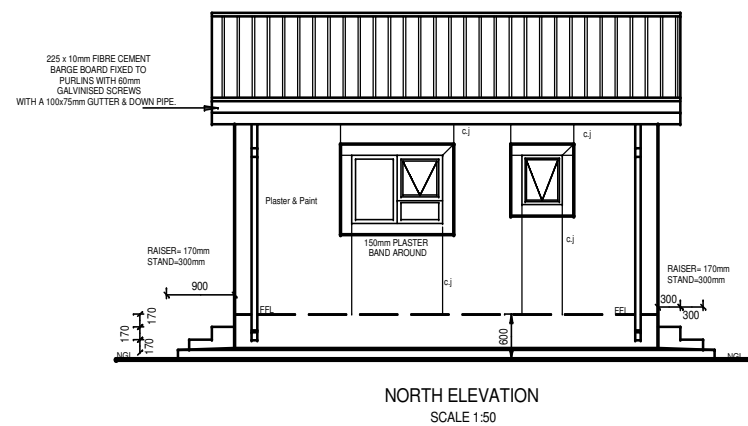 225 x 10mm FIBRE CEMENT
BARGE BOARD FIXED TO
PURLINS WITH 60mm
GALVINISED SCREWS
WITH A 100x75mm GUTTER & DOWN PIPE.
c.j
c.j
Plaster & Paint
150mm PLASTER
BAND AROUND
c.j
c.j
RAISER= 170mm
STAND=300mm
900
RAISER= 170mm
STAND=300mm
300
300
170
170
170
FFL
FFL
600
NGL
NGL
NORTH ELEVATION
SCALE 1:50